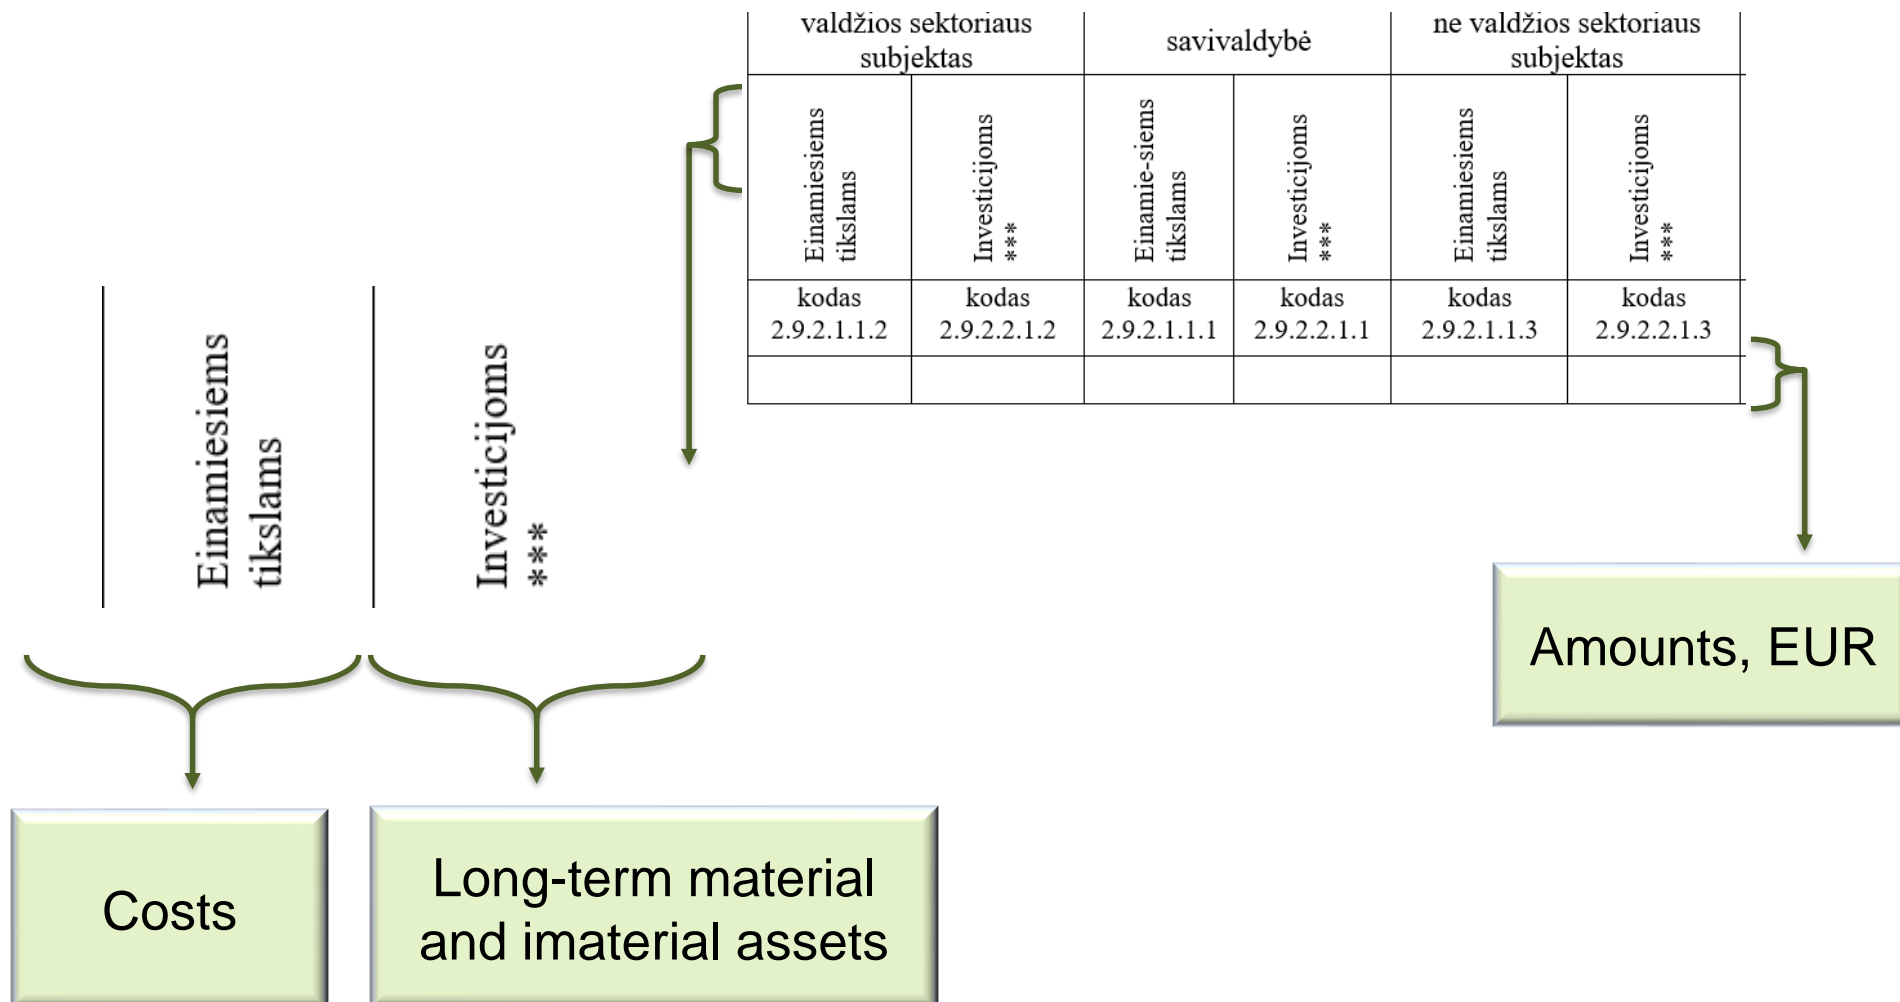 valdžios sektoriaus
subjektas
savivaldybė
ne valdžios sektoriaus
subjektas
Einamiesiems
tikslams
Investicijoms
***
Einamie-siems
tikslams
Investicijoms
***
Einamiesiems
tikslams
Investicijoms
***
kodas
2.9.2.1.1.2
kodas
2.9.2.2.1.2
kodas
2.9.2.1.1.1
kodas
2.9.2.2.1.1
kodas
2.9.2.1.1.3
kodas
2.9.2.2.1.3
Einamiesiems
tikslams
Investicijoms
***
Amounts, EUR
Costs
Long-term material
and imaterial assets